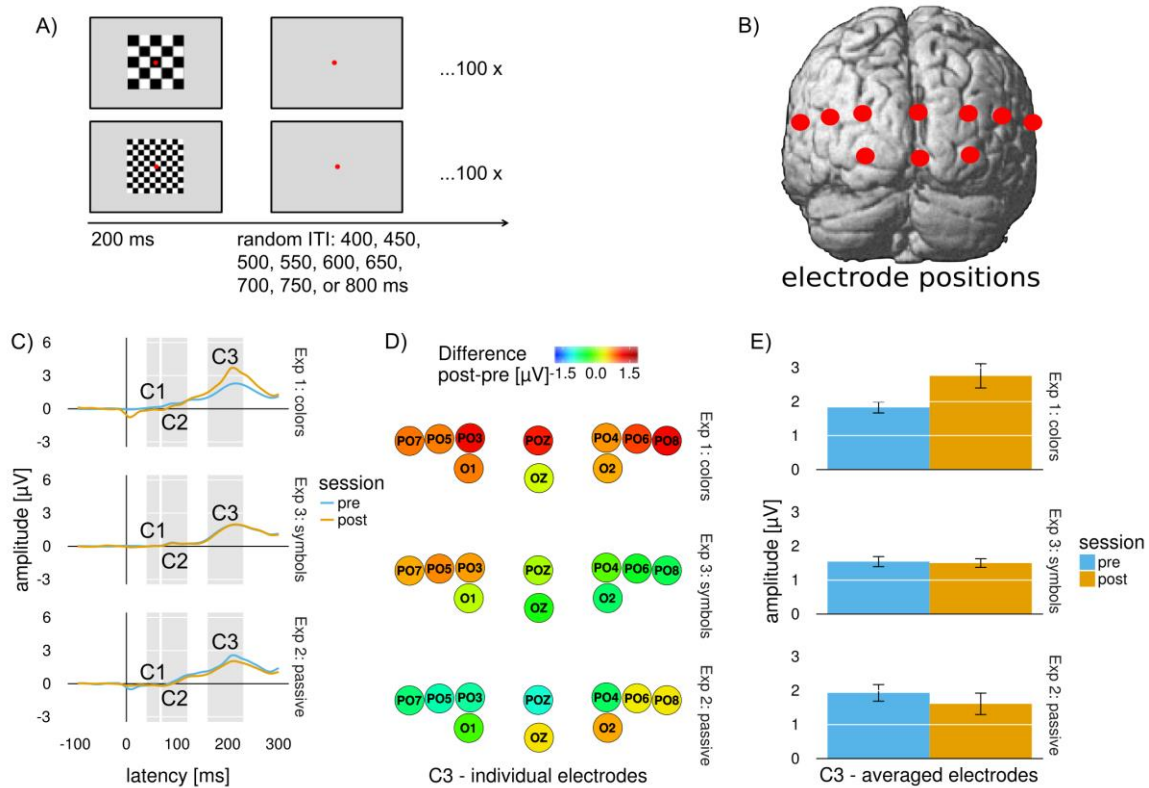 A)
...100 x
...100 x
200 ms
random ITI: 400, 450,
500, 550, 600, 650,
700, 750, or 800 ms
B)
electrode positions
C)
amplitude [µV]
6
3
0
-3
C1
C2
C3
Exp 1: colors
6
3
0
-3
C1
C2
C3
Exp 3: symbols
6
3
0
-3
C1
C2
C3
Exp 2: passive
-100 0 100 200 300
latency [ms]
session
pre
post
D)
Difference
post-pre [µV]
-1.5 0.0 1.5
PO7 PO5 PO3 POZ PO4 PO6 PO8
O1 OZ O2
Exp 1: colors
PO7 PO5 PO3 POZ PO4 PO6 PO8
O1 OZ O2
Exp 3: symbols
PO7 PO5 PO3 POZ PO4 PO6 PO8
O1 OZ O2
Exp 2: passive
C3 - individual electrodes
E)
amplitude [µV]
3
2
1
0
Exp 1: colors
3
2
1
0
Exp 3: symbols
3
2
1
0
Exp 2: passive
C3 - averaged electrodes
session
pre
post